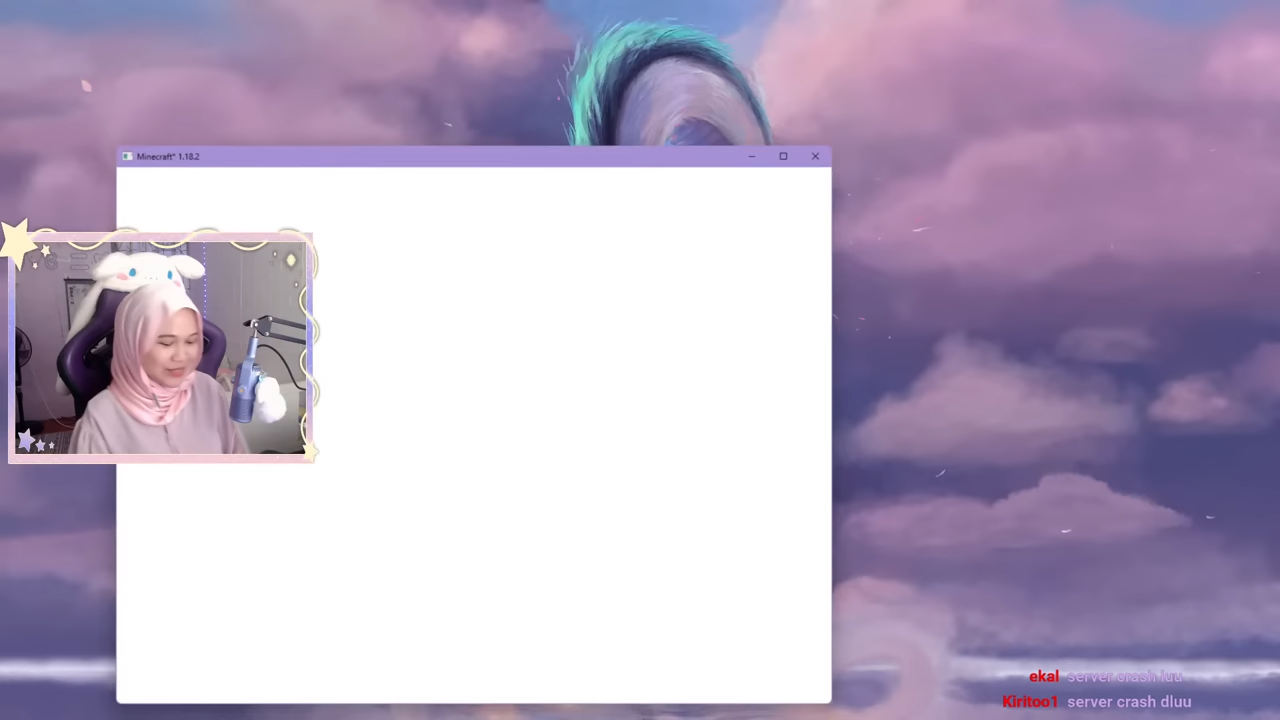 Minecraft* 1.18.2
ekal server crash luu
Kiritoo1 server crash dluu